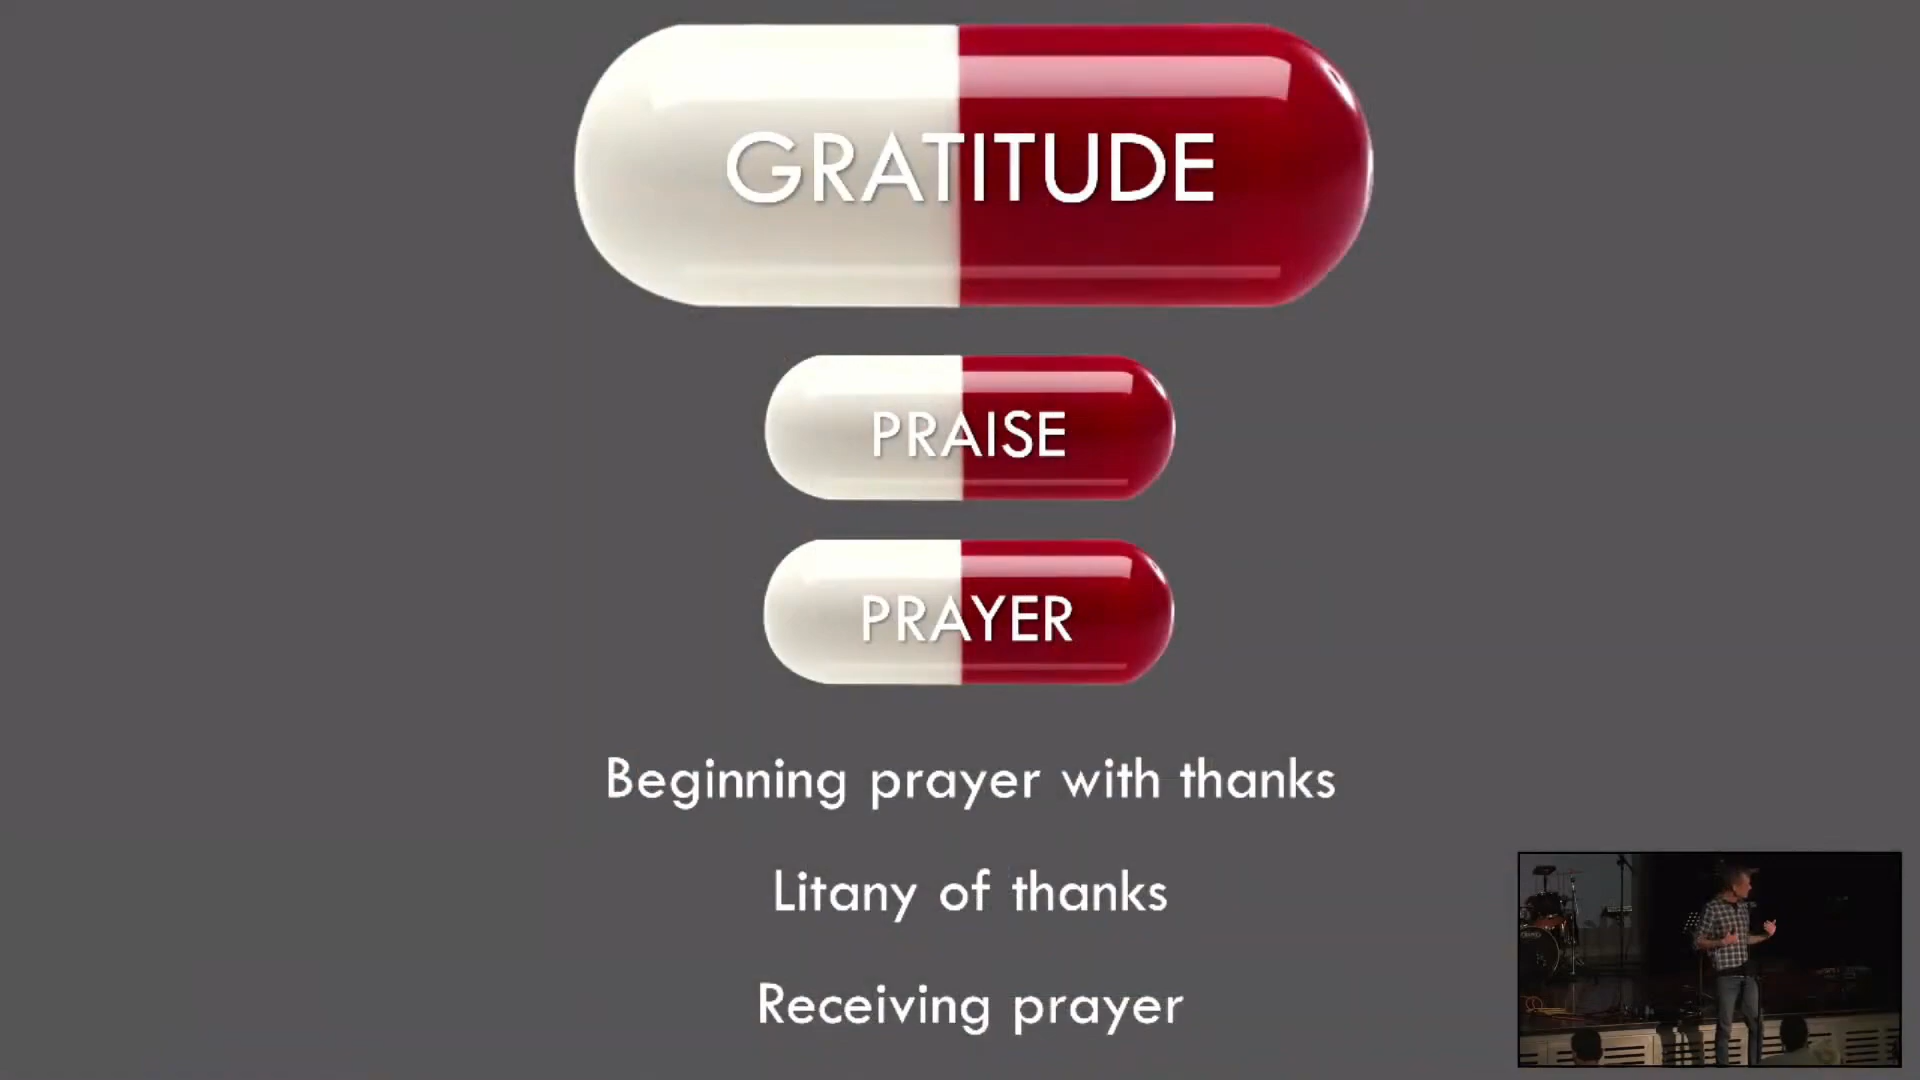 GRATITUDE
PRAISE
PRAYER
Beginning prayer with thanks
Litany of thanks
Receiving prayer